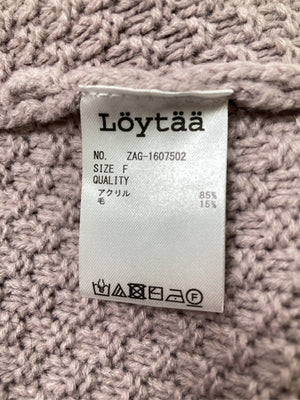 Löytää
NO. ZAG-1607502
SIZE F
QUALITY
アクリル 85%
毛 15%